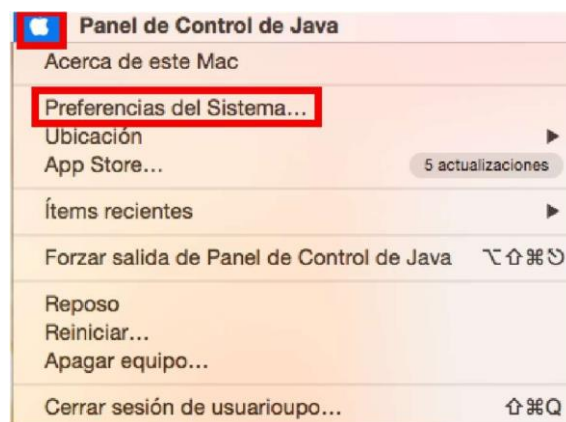 Panel de Control de Java
Acerca de este Mac
Preferencias del Sistema...
Ubicación
App Store... 5 actualizaciones
Ítems recientes
Forzar salida de Panel de Control de Java ⌥⇧⌘⎋
Reposo
Reiniciar...
Apagar equipo...
Cerrar sesión de usuarioupo... ⇧⌘Q